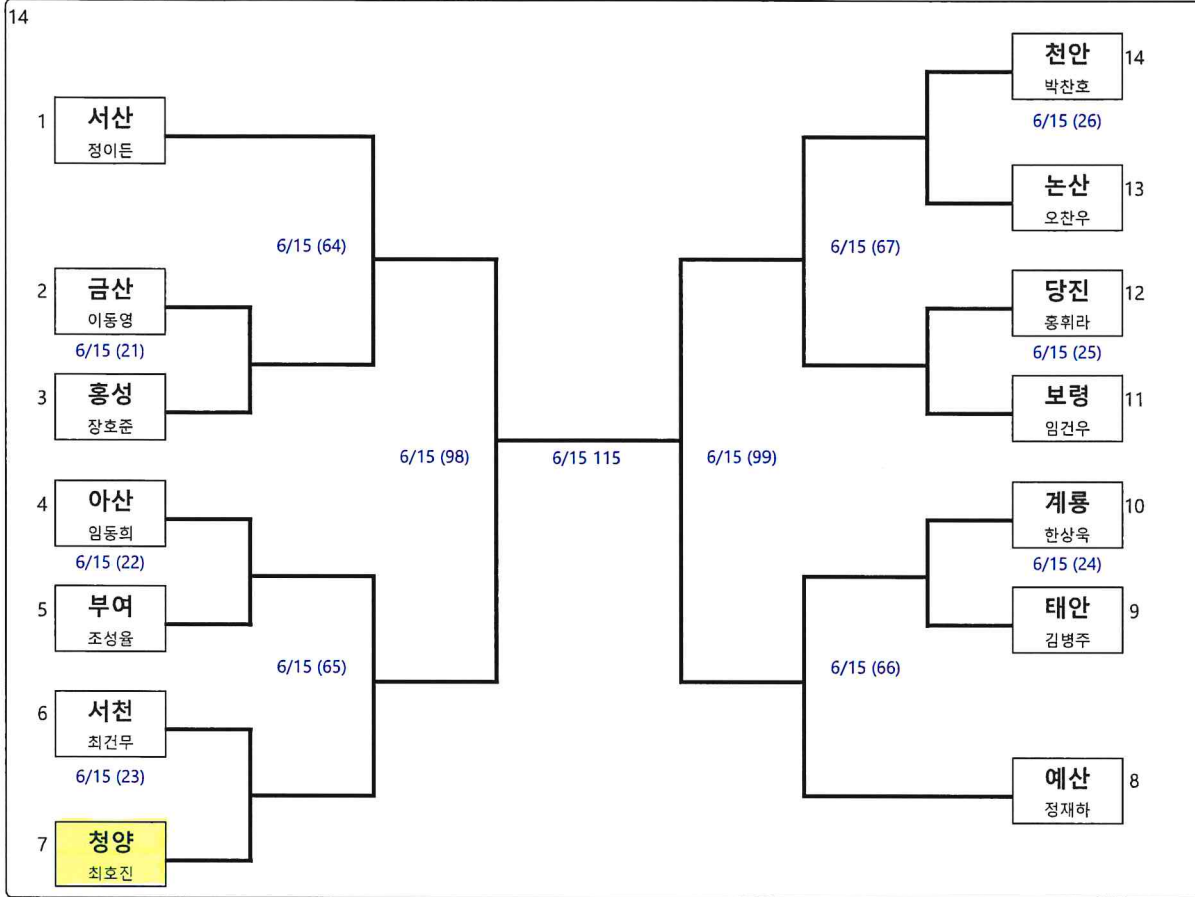 14
1
서산
정이든
2
금산
이동영
6/15 (21)
3
홍성
장호준
4
아산
임동희
6/15 (22)
5
부여
조성율
6
서천
최건무
6/15 (23)
7
청양
최호진
6/15 (64)
6/15 (65)
6/15 (98)
6/15 115
6/15 (99)
6/15 (67)
6/15 (66)
천안
박찬호
14
6/15 (26)
논산
오찬우
13
당진
홍휘라
12
6/15 (25)
보령
임건우
11
계룡
한상욱
10
6/15 (24)
태안
김병주
9
예산
정재하
8